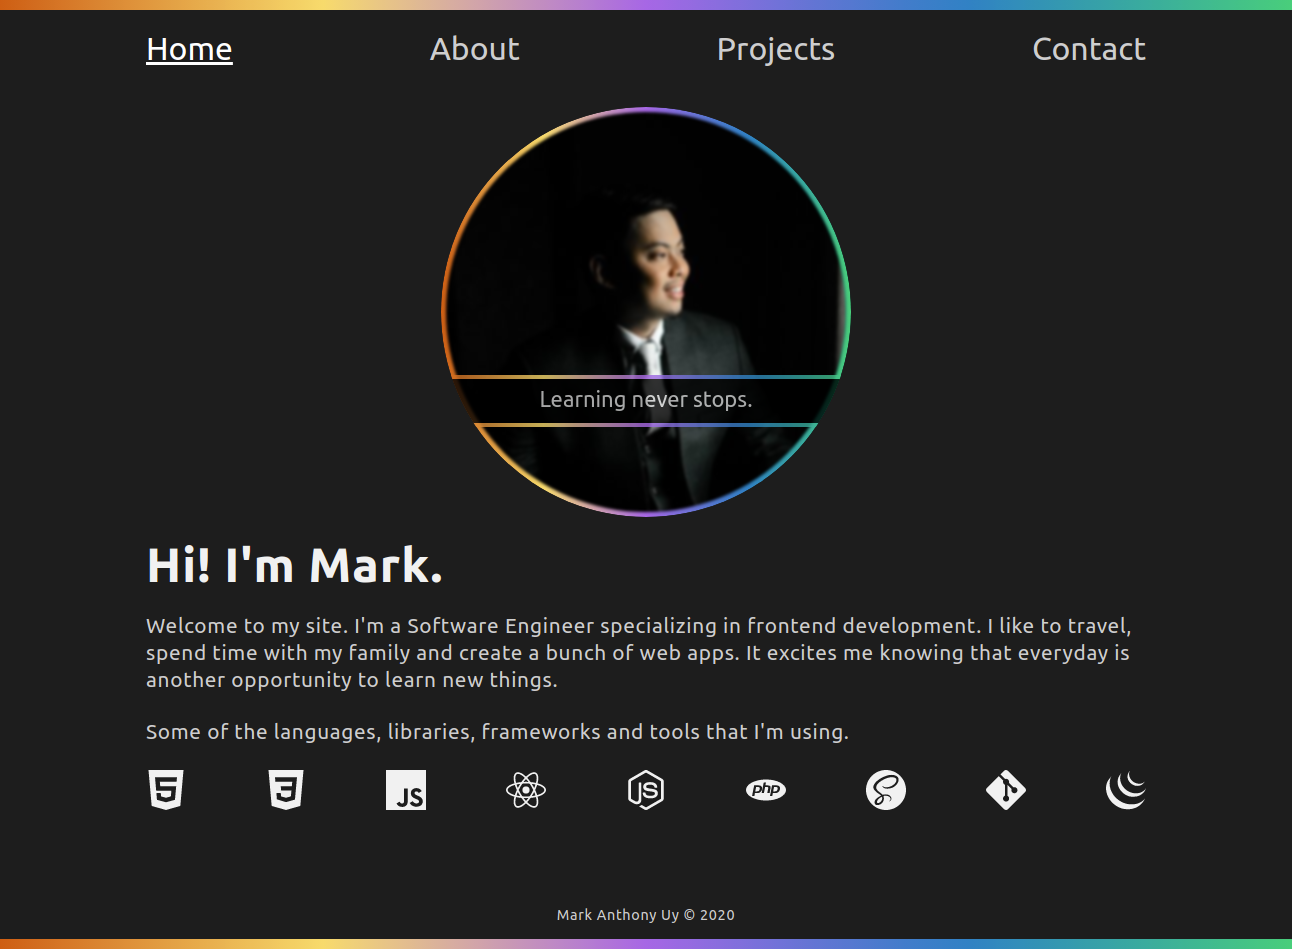 Home About Projects Contact
Learning never stops.
Hi! I'm Mark.
Welcome to my site. I'm a Software Engineer specializing in frontend development. I like to travel,
spend time with my family and create a bunch of web apps. It excites me knowing that everyday is
another opportunity to learn new things.
Some of the languages, libraries, frameworks and tools that I'm using.
5 3 JS JS php
Mark Anthony Uy © 2020